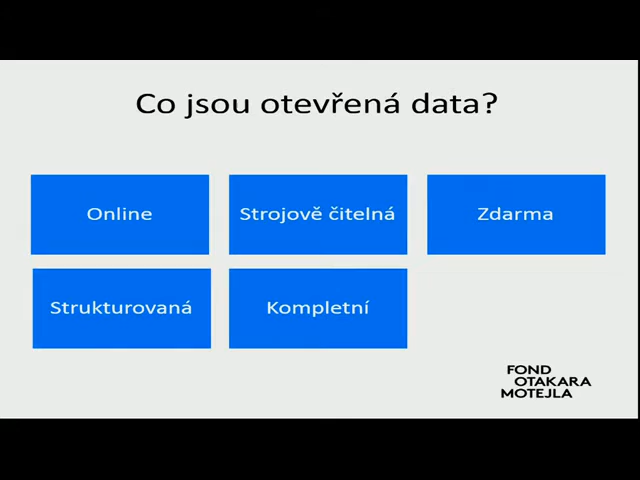 Co jsou otevřená data?
Online
Strojově čitelná
Zdarma
Strukturovaná
Kompletní
FOND
OTAKARA
MOTEJLA